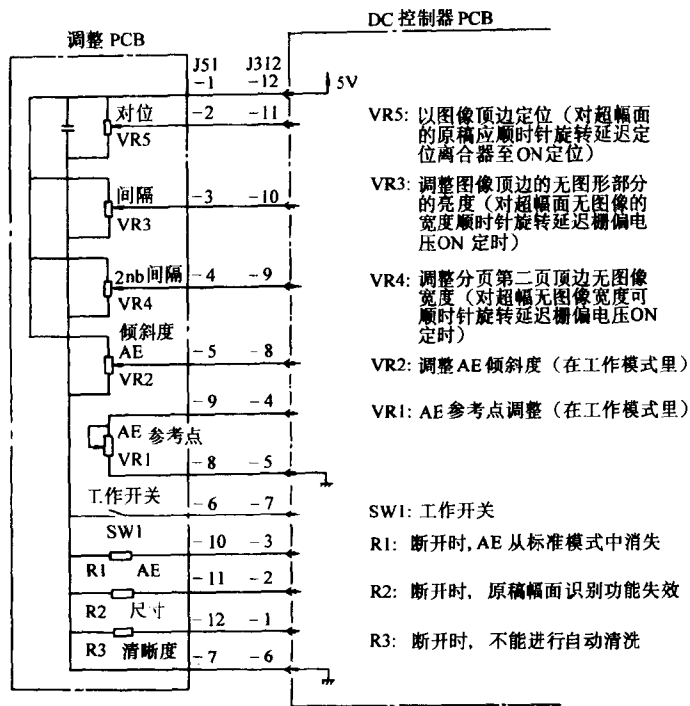 DC 控制器 PCB
调整 PCB
J51 J312
-1 -12
5V
对位 -2 -11
VR5
间隔 -3 -10
VR3
2nb间隔 -4 -9
VR4
倾斜度
AE -5 -8
VR2
-9 -4
AE 参考点
VR1 -8 -5
工作开关 -6 -7
SW1
-10 -3
R1 AE
-11 -2
R2 尺寸
-12 -1
R3 清晰度
-7 -6
VR5: 以图像顶边定位（对超幅面
的原稿应顺时针旋转延迟定
位离合器至ON定位）
VR3: 调整图像顶边的无图形部分
的亮度（对超幅面无图像的
宽度顺时针旋转延迟栅偏电
压ON 定时）
VR4: 调整分页第二页顶边无图像
宽度（对超幅无图像宽度可
顺时针旋转延迟栅偏电压ON
定时）
VR2: 调整AE倾斜度（在工作模式里）
VR1: AE参考点调整（在工作模式里）
SW1: 工作开关
R1: 断开时, AE 从标准模式中消失
R2: 断开时, 原稿幅面识别功能失效
R3: 断开时, 不能进行自动清洗